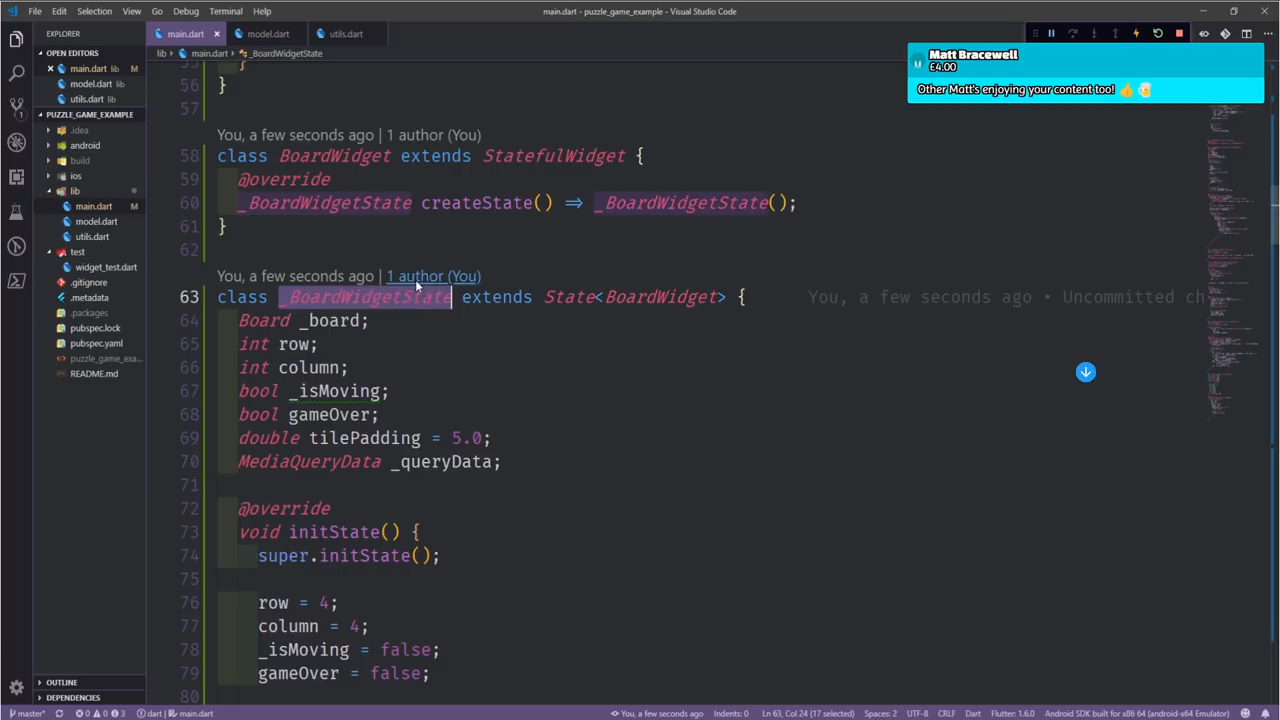 File Edit Selection View Go Debug Terminal Help
main.dart - puzzle_game_example - Visual Studio Code
EXPLORER
main.dart
model.dart
utils.dart
OPEN EDITORS
lib › main.dart › _BoardWidgetState
main.dart lib
model.dart lib
utils.dart lib
PUZZLE_GAME_EXAMPLE
.idea
android
build
ios
lib
main.dart
model.dart
utils.dart
test
widget_test.dart
.gitignore
.metadata
.packages
pubspec.lock
pubspec.yaml
puzzle_game_exa...
README.md
OUTLINE
DEPENDENCIES
Matt Bracewell
£4.00
Other Matt's enjoying your content too! 👍 🍺
55 }
56 }
57
You, a few seconds ago | 1 author (You)
58 class BoardWidget extends StatefulWidget {
59 @override
60 _BoardWidgetState createState() => _BoardWidgetState();
61 }
62
You, a few seconds ago | 1 author (You)
63 class _BoardWidgetState extends State<BoardWidget> { You, a few seconds ago • Uncommitted ch
64 Board _board;
65 int row;
66 int column;
67 bool _isMoving;
68 bool gameOver;
69 double tilePadding = 5.0;
70 MediaQueryData _queryData;
71
72 @override
73 void initState() {
74 super.initState();
75
76 row = 4;
77 column = 4;
78 _isMoving = false;
79 gameOver = false;
80
master* 0 0 3 dart | main.dart
You, a few seconds ago Indents: 0 Ln 63, Col 24 (17 selected) Spaces: 2 UTF-8 CRLF Dart Flutter: 1.6.0 Android SDK built for x86 64 (android-x64 Emulator)